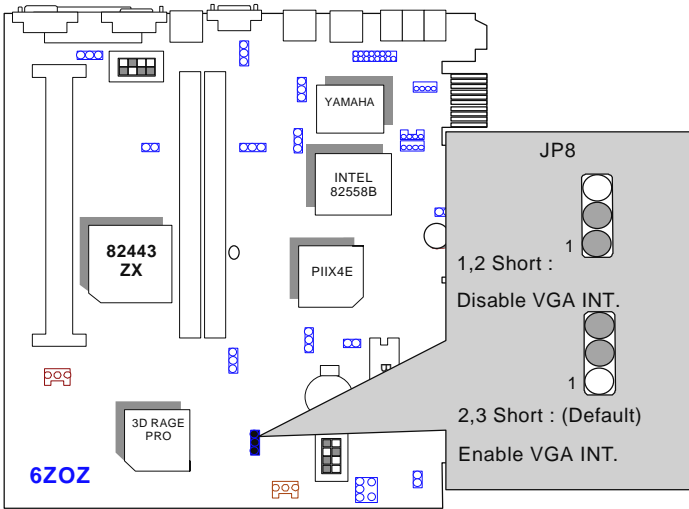 YAMAHA
INTEL
82558B
82443
ZX
PIIX4E
3D RAGE
PRO
6ZOZ
JP8
1
1,2 Short :
Disable VGA INT.
1
2,3 Short : (Default)
Enable VGA INT.